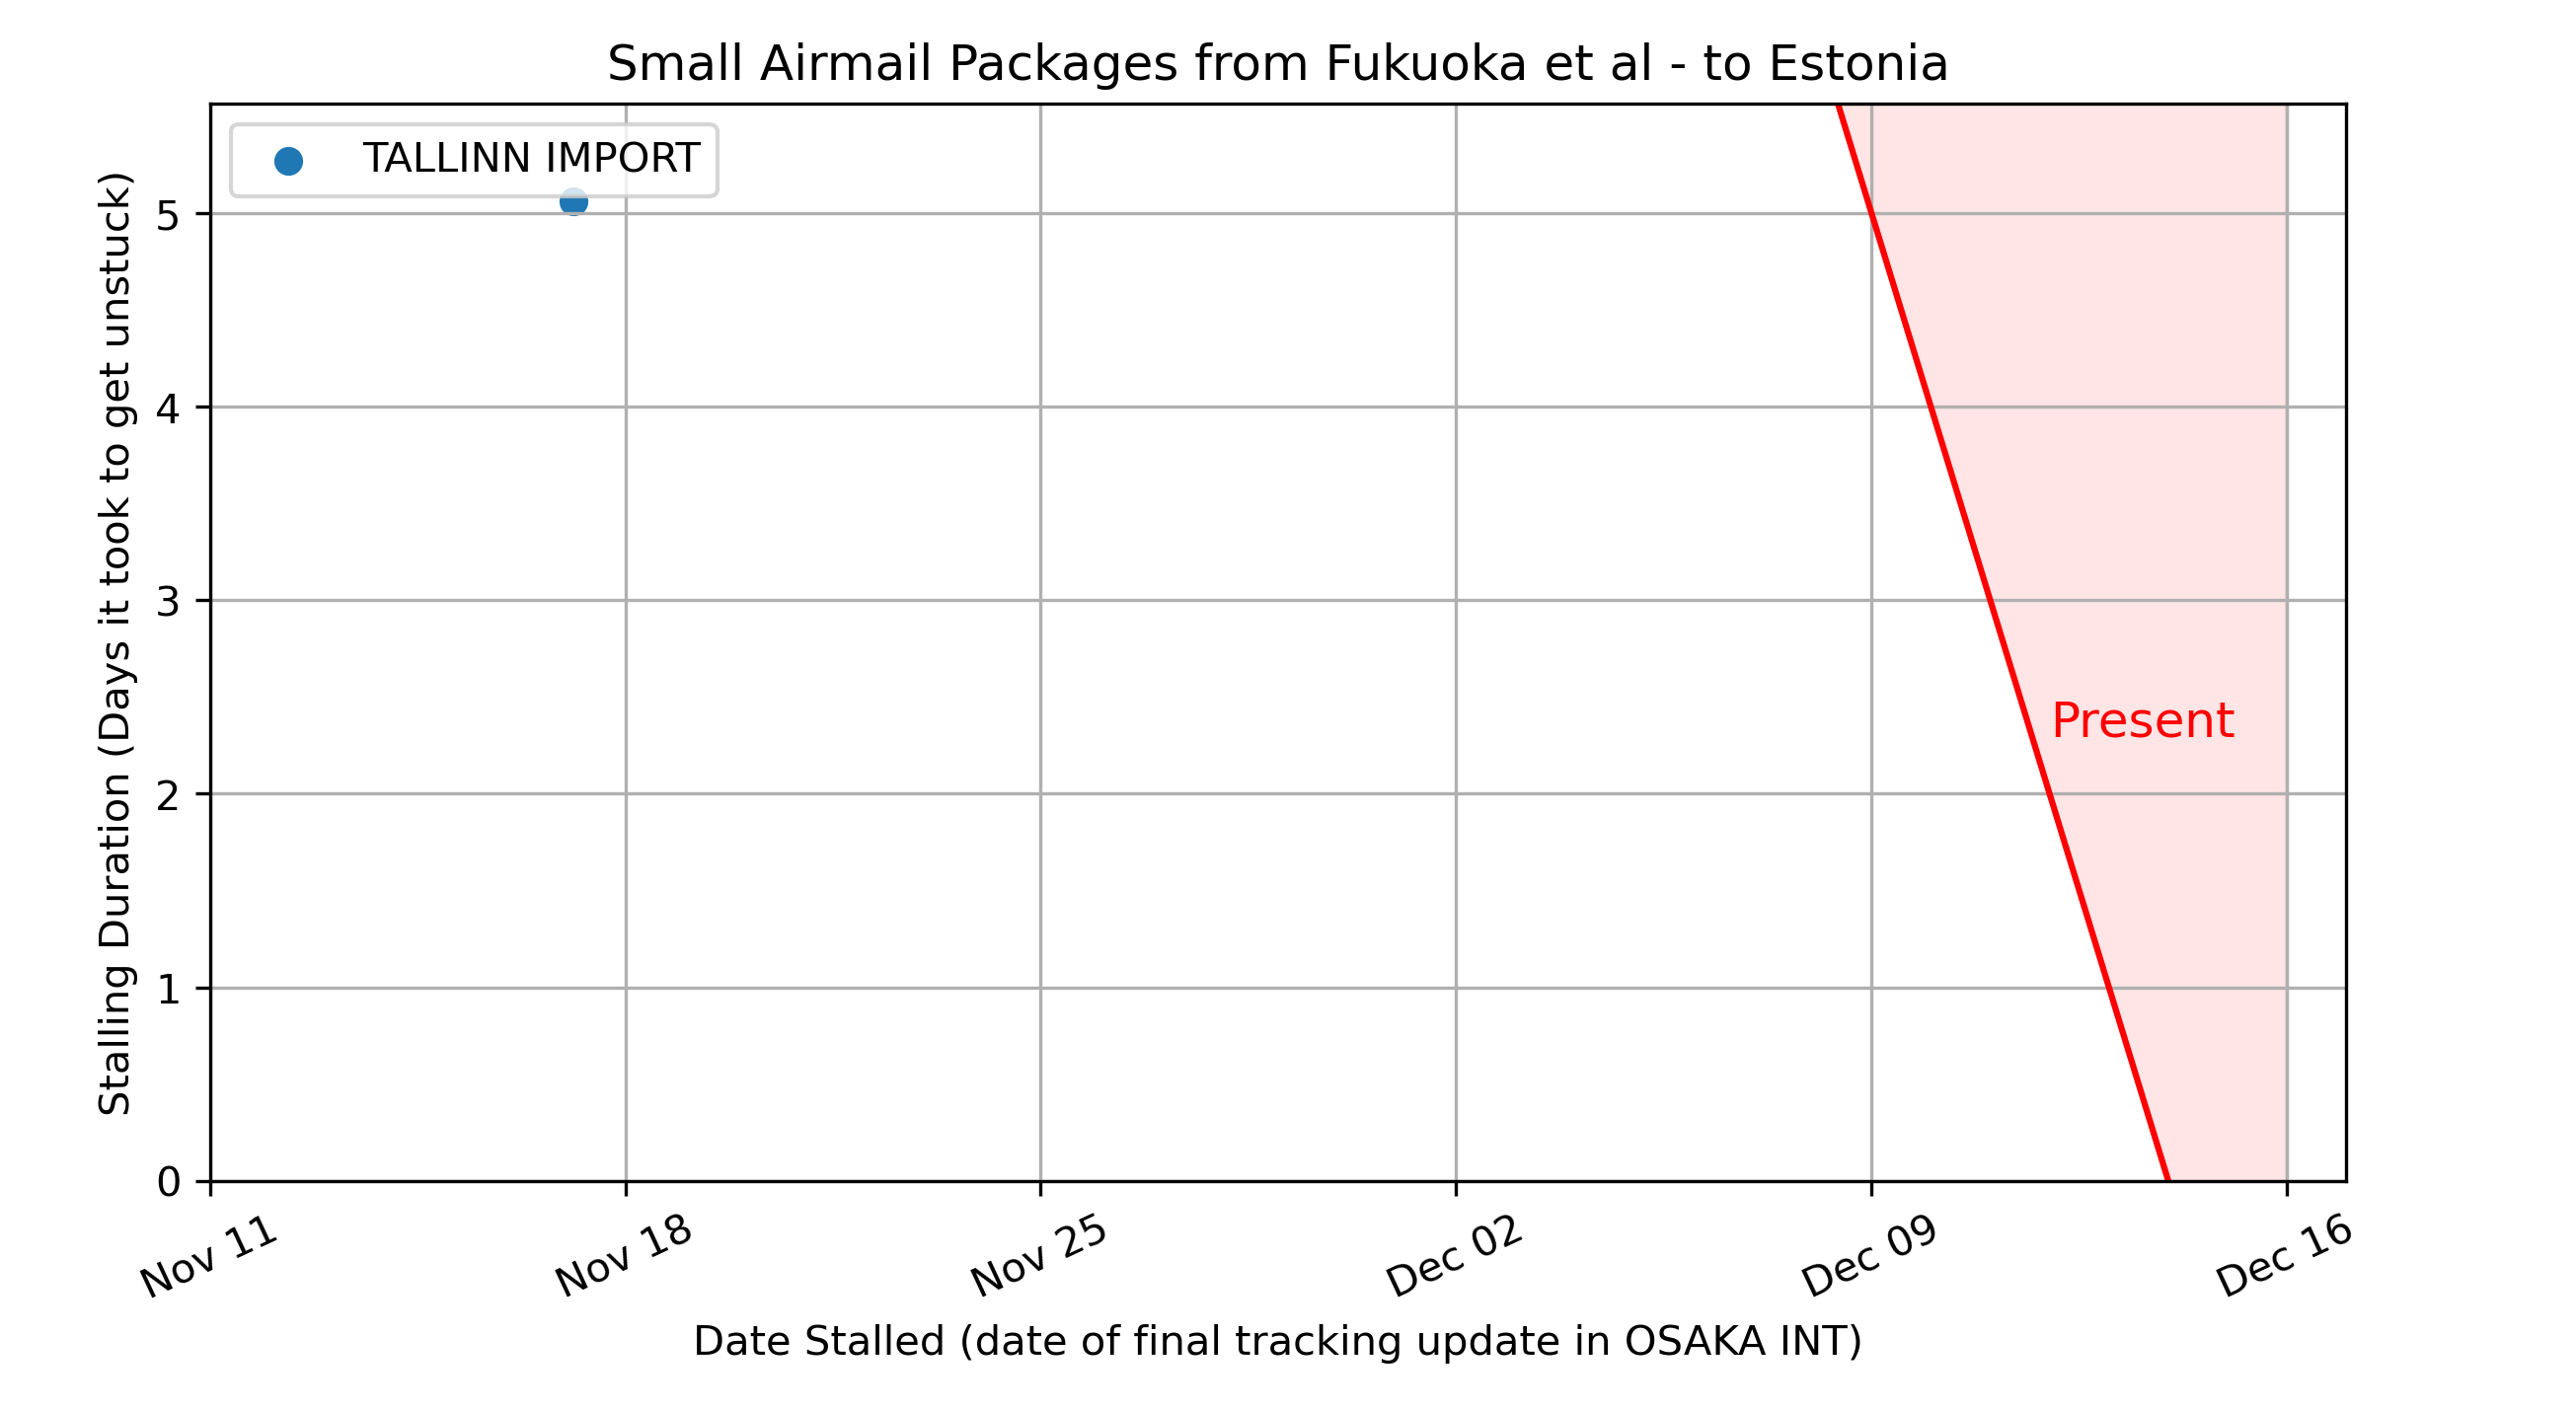 Small Airmail Packages from Fukuoka et al - to Estonia
TALLINN IMPORT
Stalling Duration (Days it took to get unstuck)
5
4
3
2
1
0
Present
Nov 11
Nov 18
Nov 25
Dec 02
Dec 09
Dec 16
Date Stalled (date of final tracking update in OSAKA INT)